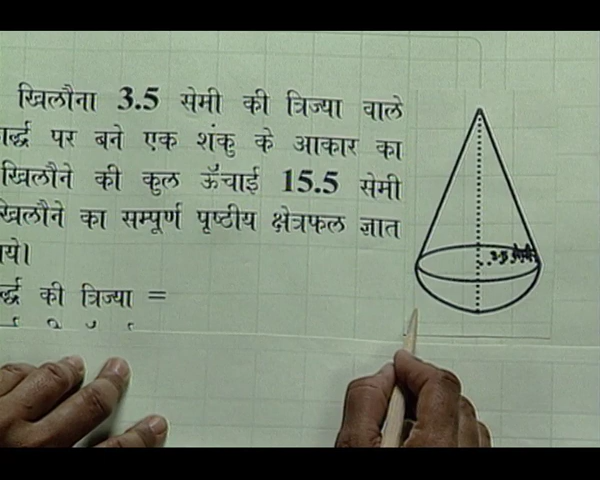 खिलौना 3.5 सेमी की त्रिज्या वाले
पर बने एक शंकु के आकार का
खिलौने की कुल ऊँचाई 15.5 सेमी
खिलौने का सम्पूर्ण पृष्ठीय क्षेत्रफल ज्ञात
की त्रिज्या =